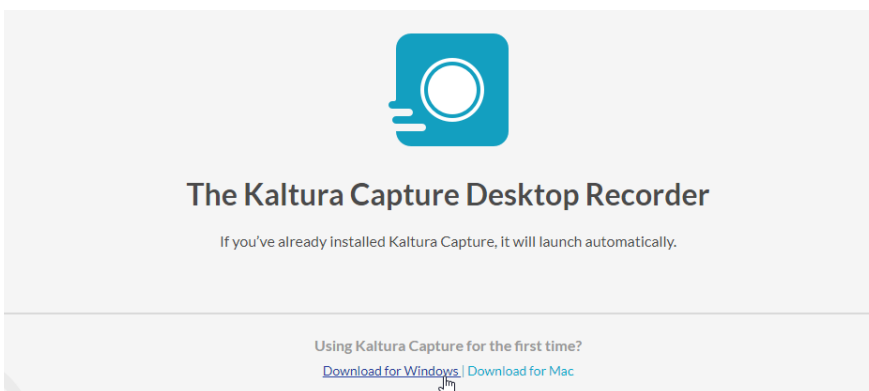 The Kaltura Capture Desktop Recorder
If you've already installed Kaltura Capture, it will launch automatically.
Using Kaltura Capture for the first time?
Download for Windows | Download for Mac